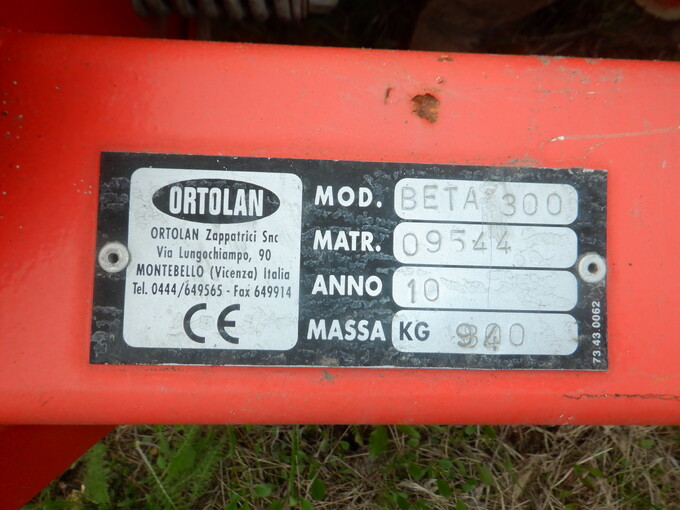 ORTOLAN
ORTOLAN Zappatrici Snc
Via Lungochiampo, 90
MONTEBELLO (Vicenza) Italia
Tel. 0444/649565 - Fax 649914
CE
MOD. BETA 300
MATR. 09544
ANNO 10
MASSA KG
73.43 0062